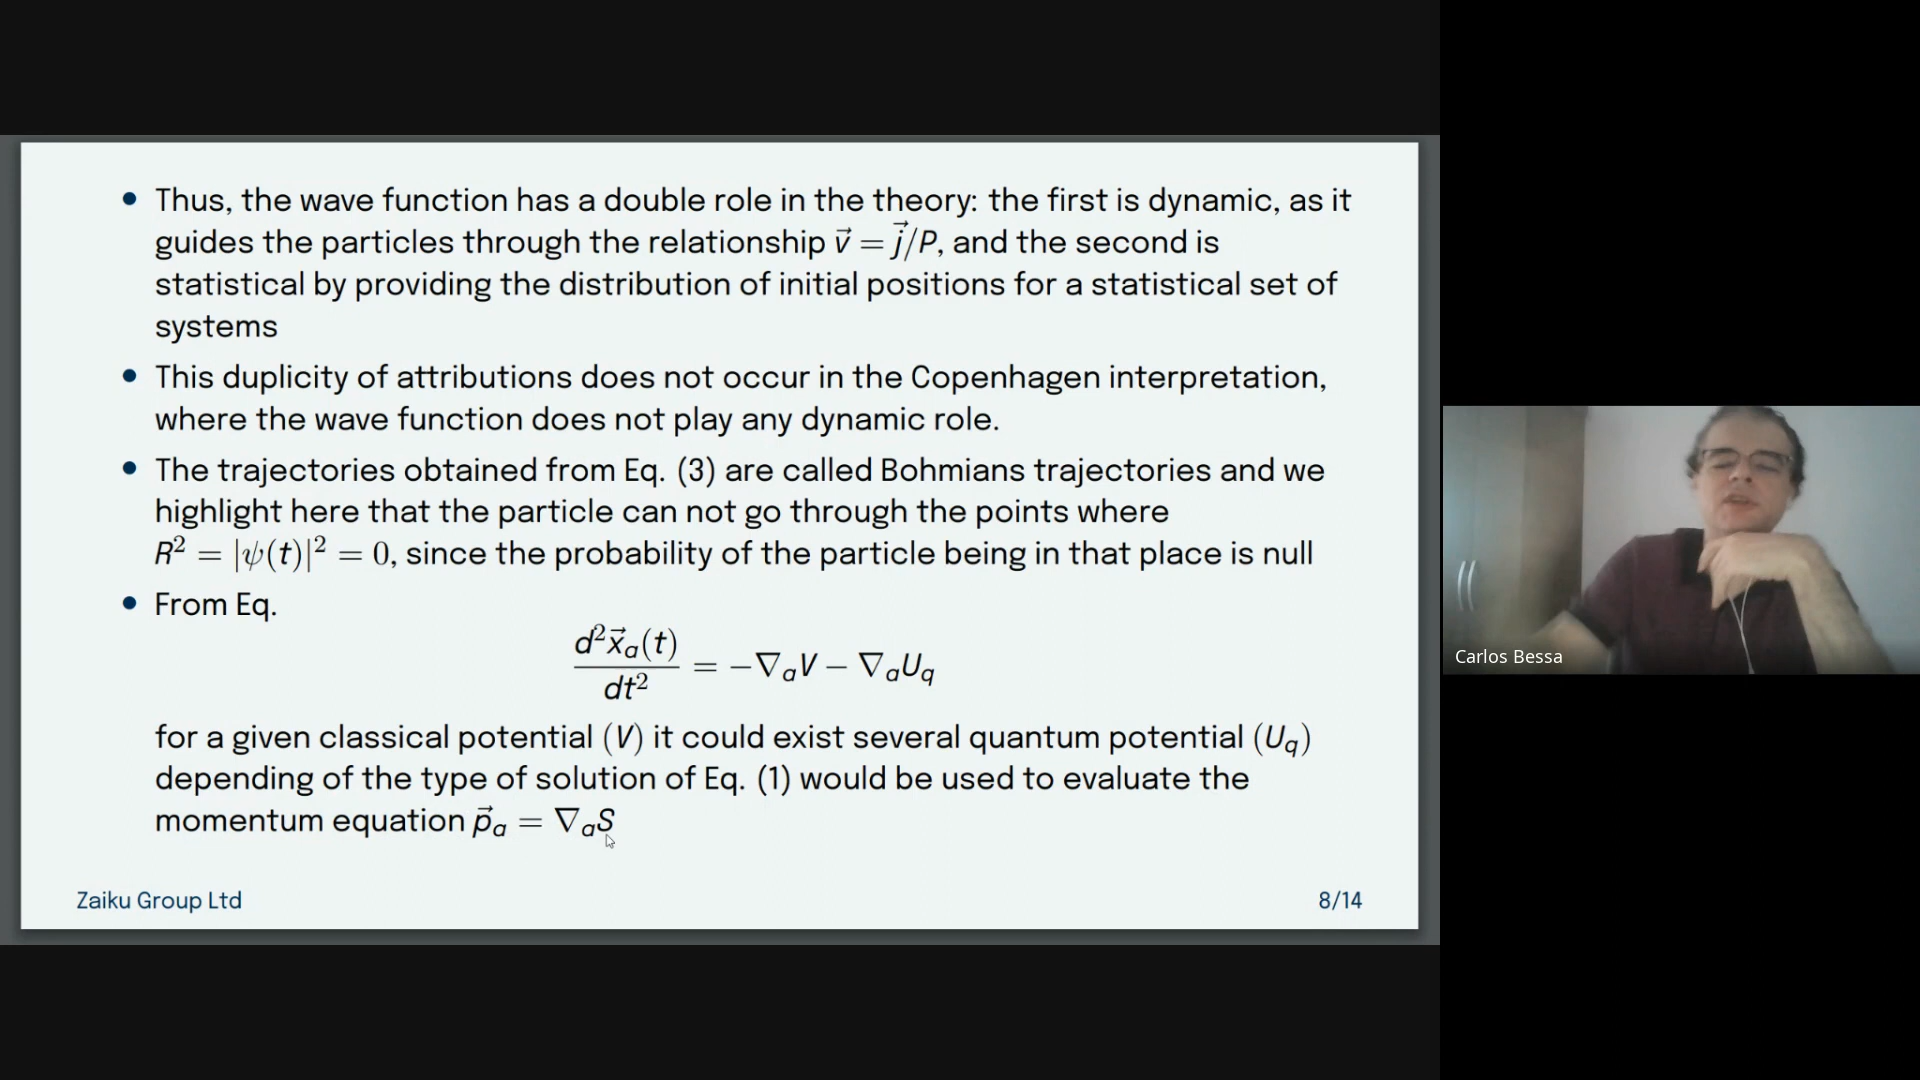 • Thus, the wave function has a double role in the theory: the first is dynamic, as it
guides the particles through the relationship v⃗ = j⃗/P, and the second is
statistical by providing the distribution of initial positions for a statistical set of
systems
• This duplicity of attributions does not occur in the Copenhagen interpretation,
where the wave function does not play any dynamic role.
• The trajectories obtained from Eq. (3) are called Bohmians trajectories and we
highlight here that the particle can not go through the points where
R² = |ψ(t)|² = 0, since the probability of the particle being in that place is null
• From Eq.
d²x⃗ₐ(t)/dt² = −∇ₐV − ∇ₐU_q
for a given classical potential (V) it could exist several quantum potential (U_q)
depending of the type of solution of Eq. (1) would be used to evaluate the
momentum equation p⃗ₐ = ∇ₐS
Zaiku Group Ltd
8/14
Carlos Bessa